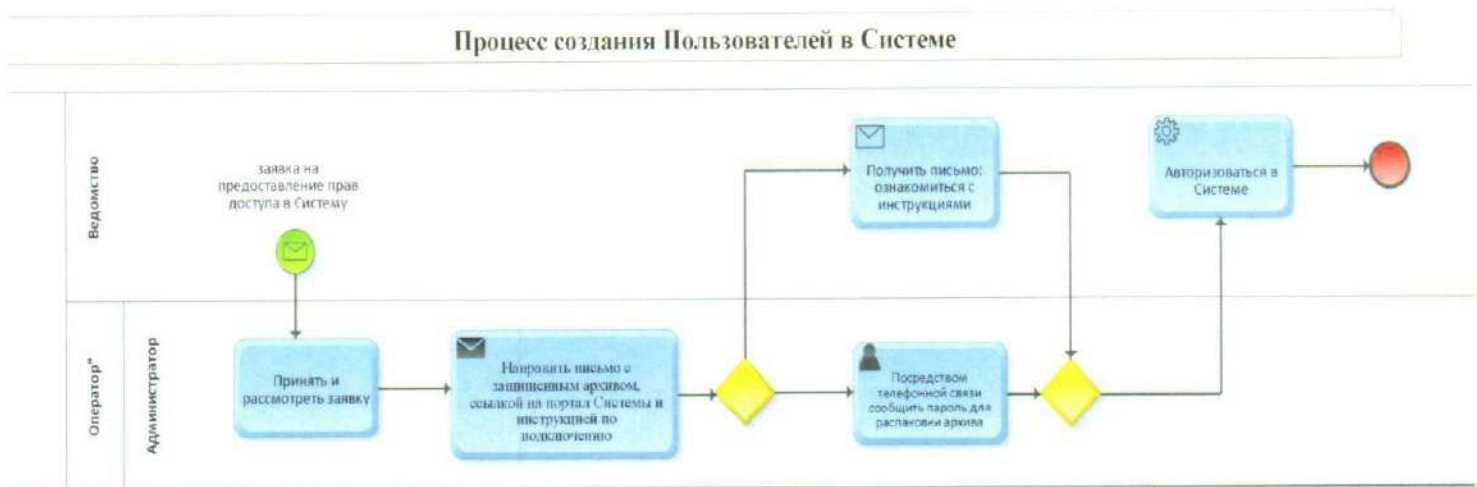 Процесс создания Пользователей в Системе
Ведомство
заявка на
предоставление прав
доступа в Систему
Получить письмо:
ознакомиться с
инструкциями
Авторизоваться в
Системе
Оператор"
Администратор
Принять и
рассмотреть заявку
Направить письмо с
защищенным архивом,
ссылкой на портал Системы и
инструкцией по
подключению
Посредством
телефонной связи
сообщить пароль для
распаковки архива